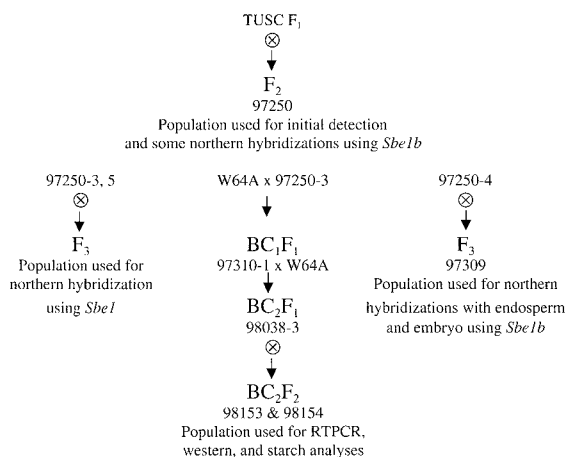 TUSC F₁
⊗
F₂
97250
Population used for initial detection
and some northern hybridizations using Sbe1b
97250-3, 5
⊗
F₃
Population used for
northern hybridization
using Sbe1
W64A x 97250-3
BC₁F₁
97310-1 x W64A
BC₂F₁
98038-3
⊗
BC₂F₂
98153 & 98154
Population used for RTPCR,
western, and starch analyses
97250-4
⊗
F₃
97309
Population used for northern
hybridizations with endosperm
and embryo using Sbe1b